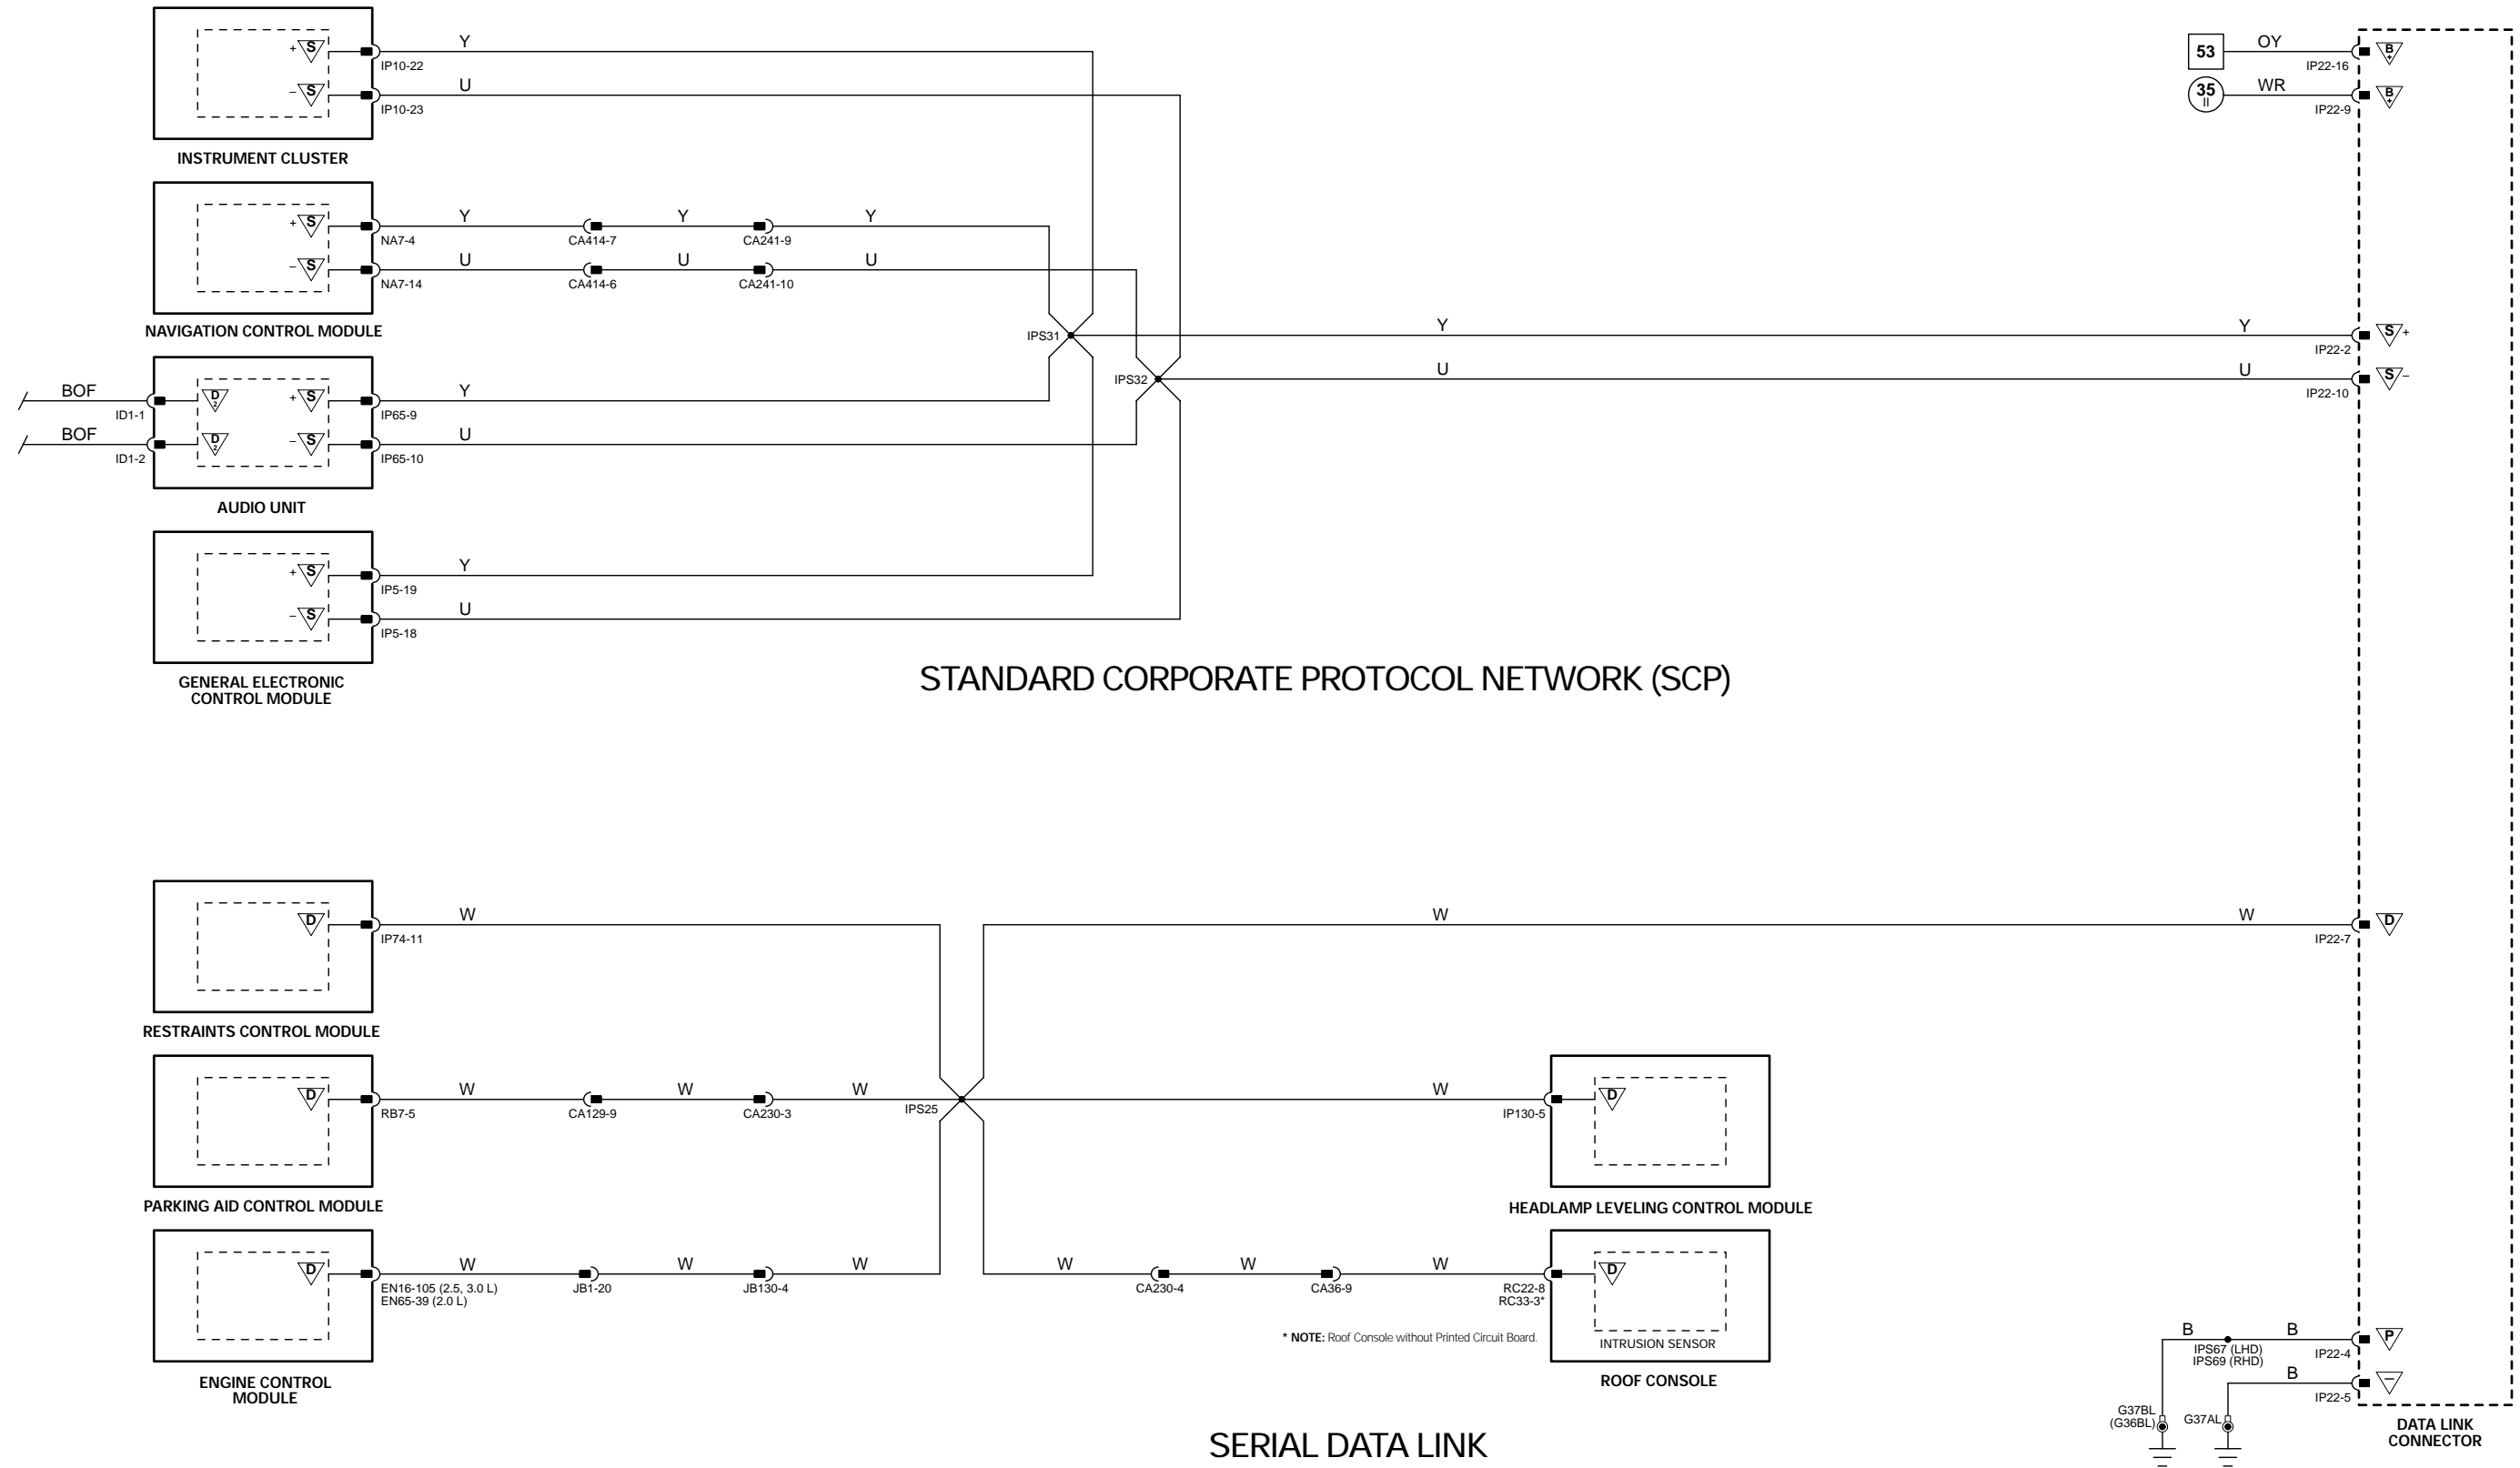 + S Y
IP10-22
– S U
IP10-23
INSTRUMENT CLUSTER
+ S Y Y Y
NA7-4 CA414-7 CA241-9
– S U U U
NA7-14 CA414-6 CA241-10
NAVIGATION CONTROL MODULE
BOF D2 + S Y
ID1-1 IP65-9
BOF D2 – S U
ID1-2 IP65-10
AUDIO UNIT
+ S Y
IP5-19
– S U
IP5-18
GENERAL ELECTRONIC
CONTROL MODULE
IPS31
IPS32
53 OY B+
IP22-16
35 II WR B+
IP22-9
Y Y S+
IP22-2
U U S–
IP22-10
STANDARD CORPORATE PROTOCOL NETWORK (SCP)
D W
IP74-11
RESTRAINTS CONTROL MODULE
W W D
IP22-7
D W W W
RB7-5 CA129-9 CA230-3
PARKING AID CONTROL MODULE
IPS25
W D
IP130-5
HEADLAMP LEVELING CONTROL MODULE
D W W W
EN16-105 (2.5, 3.0 L) JB1-20 JB130-4
EN65-39 (2.0 L)
ENGINE CONTROL
MODULE
W W W D
CA230-4 CA36-9 RC22-8
RC33-3*
* NOTE: Roof Console without Printed Circuit Board.
INTRUSION SENSOR
ROOF CONSOLE
B B P
IPS67 (LHD) IP22-4
IPS69 (RHD)
B –
IP22-5
G37BL
(G36BL)
G37AL
DATA LINK
CONNECTOR
SERIAL DATA LINK